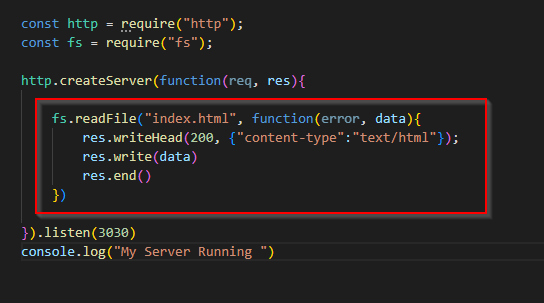 const http = require("http");
const fs = require("fs");
http.createServer(function(req, res){
fs.readFile("index.html", function(error, data){
res.writeHead(200, {"content-type":"text/html"});
res.write(data)
res.end()
})
}).listen(3030)
console.log("My Server Running ")